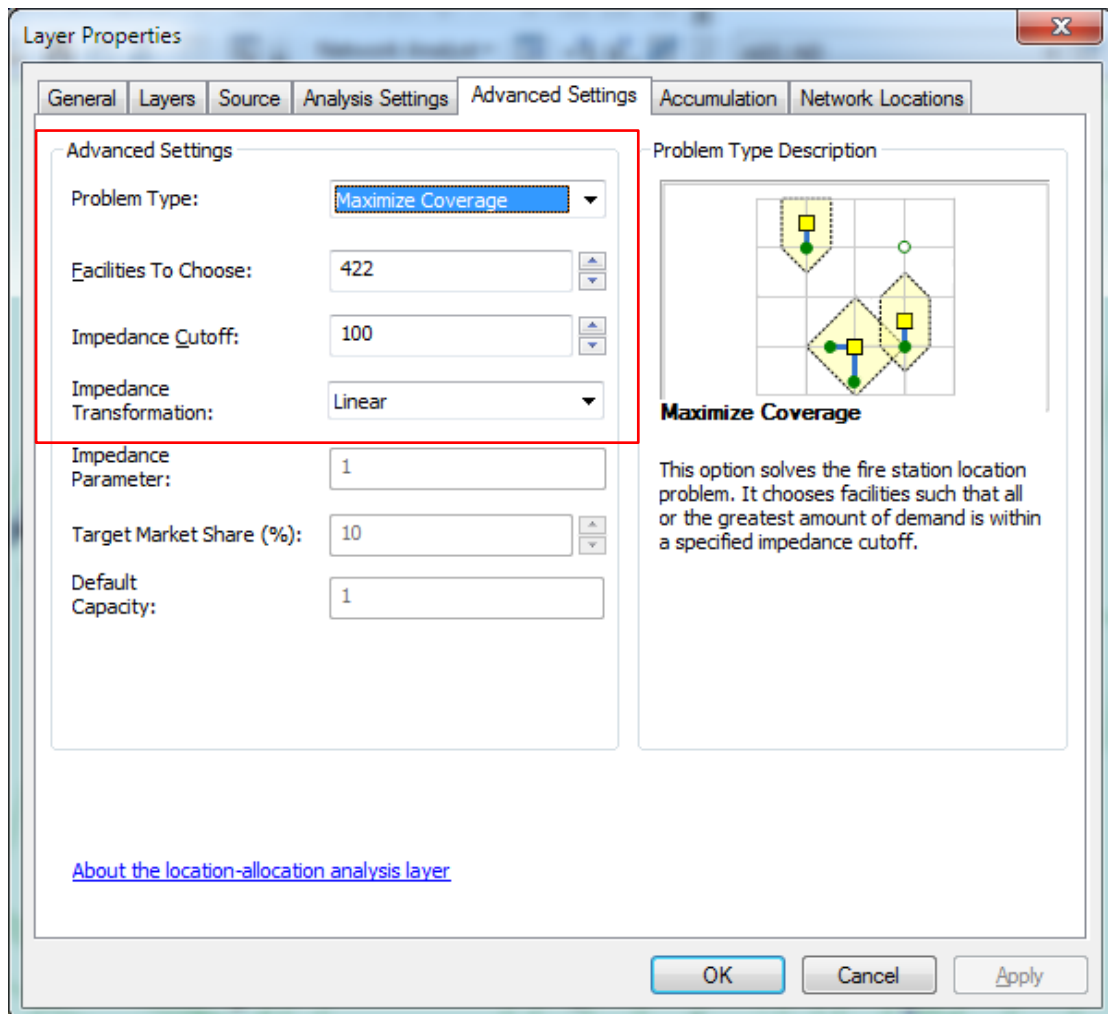 Layer Properties
General
Layers
Source
Analysis Settings
Advanced Settings
Accumulation
Network Locations
Advanced Settings
Problem Type:
Maximize Coverage
Facilities To Choose:
422
Impedance Cutoff:
100
Impedance
Transformation:
Linear
Impedance
Parameter:
1
Target Market Share (%):
10
Default
Capacity:
1
Problem Type Description
Maximize Coverage
This option solves the fire station location
problem. It chooses facilities such that all
or the greatest amount of demand is within
a specified impedance cutoff.
About the location-allocation analysis layer
OK
Cancel
Apply